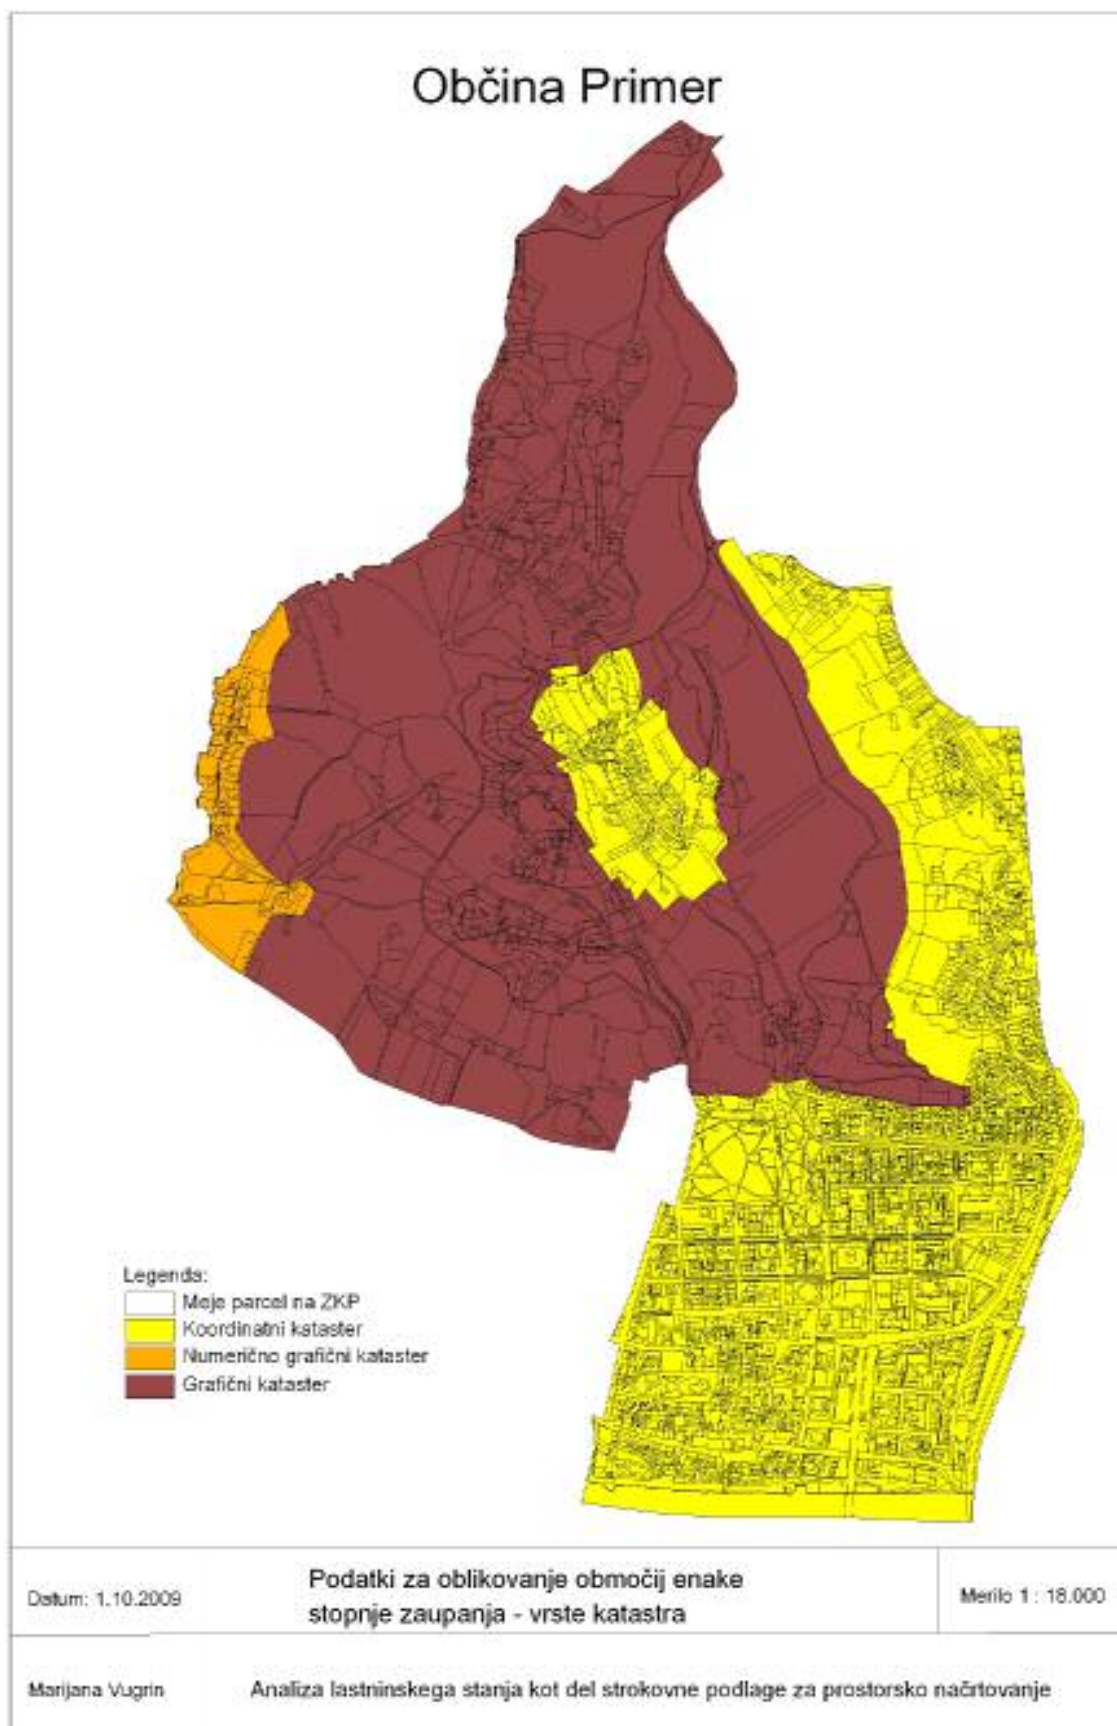 Občina Primer
Legenda:
Meje parcel na ZKP
Koordinatni kataster
Numerično grafični kataster
Grafični kataster
Datum: 1.10.2009
Podatki za oblikovanje območij enake
stopnje zaupanja - vrste katastra
Merilo 1 : 18.000
Marijana Vugrin
Analiza lastninskega stanja kot del strokovne podlage za prostorsko načrtovanje